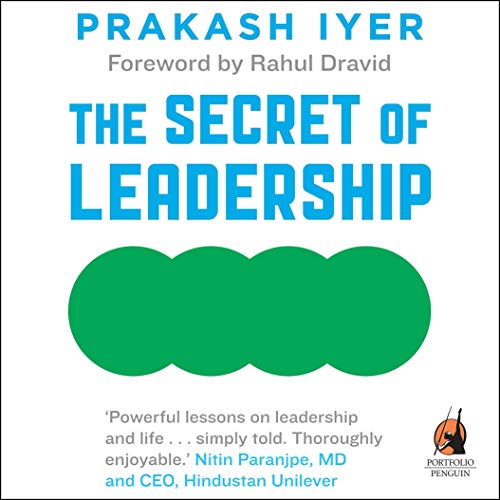 PRAKASH IYER
Foreword by Rahul Dravid
THE SECRET OF
LEADERSHIP
‘Powerful lessons on leadership
and life . . . simply told. Thoroughly
enjoyable.’ Nitin Paranjpe, MD
and CEO, Hindustan Unilever
PORTFOLIO
PENGUIN